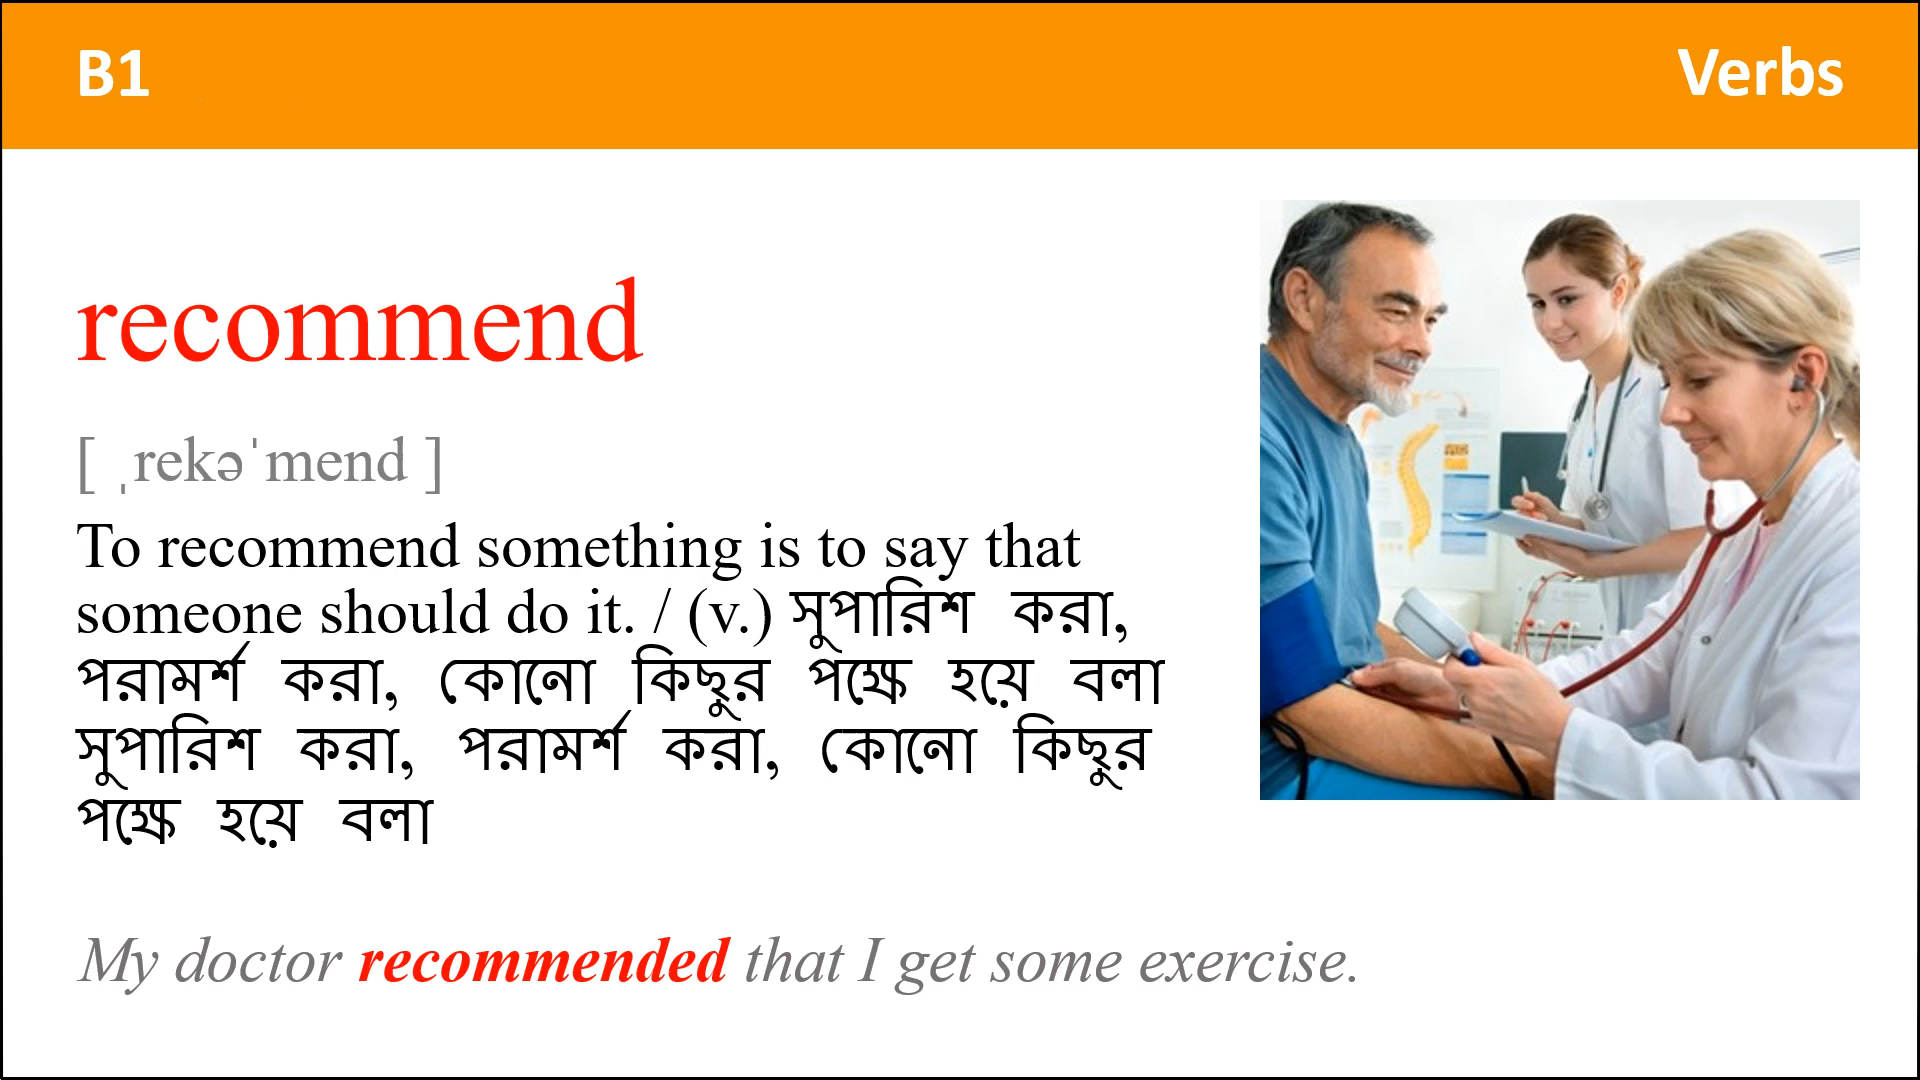 B1 Verbs
recommend
[ ˌrekəˈmend ]
To recommend something is to say that
someone should do it. / (v.) সুপারিশ করা,
পরামর্শ করা, কোনো কিছুর পক্ষে হয়ে বলা
সুপারিশ করা, পরামর্শ করা, কোনো কিছুর
পক্ষে হয়ে বলা
My doctor recommended that I get some exercise.